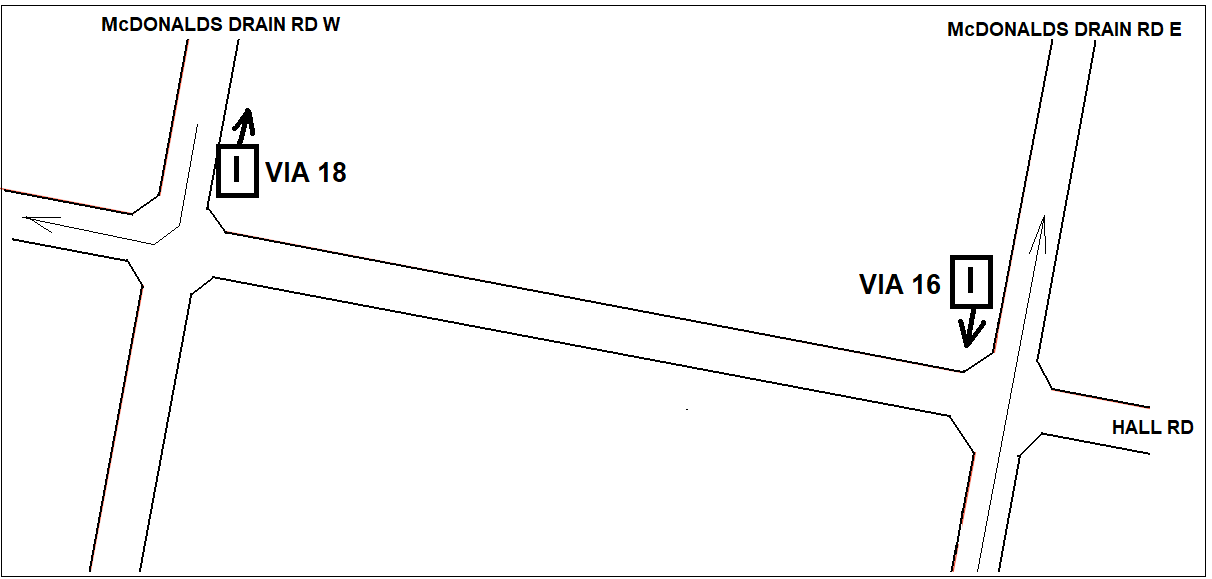 McDONALDS DRAIN RD W
McDONALDS DRAIN RD E
I VIA 18
VIA 16 I
HALL RD